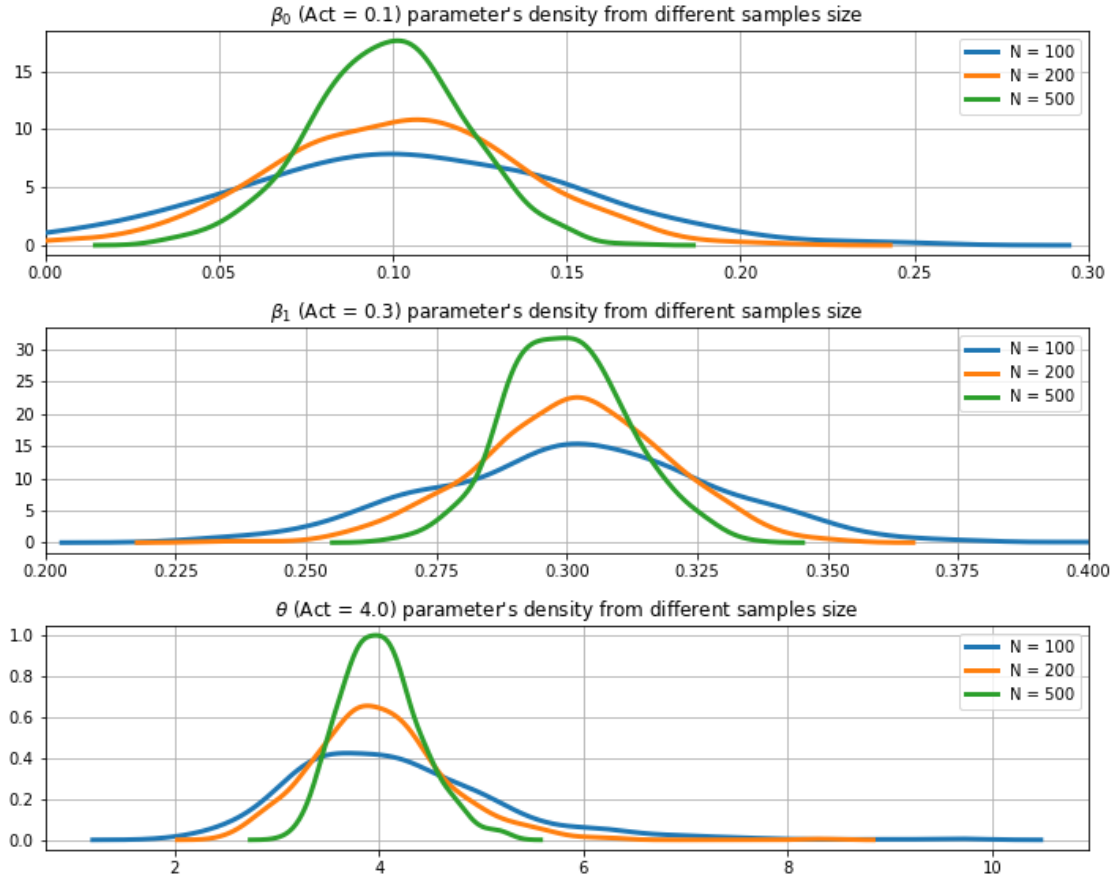 β₀ (Act = 0.1) parameter's density from different samples size
15
10
5
0
0.00 0.05 0.10 0.15 0.20 0.25 0.30
N = 100
N = 200
N = 500
β₁ (Act = 0.3) parameter's density from different samples size
30
25
20
15
10
5
0
0.200 0.225 0.250 0.275 0.300 0.325 0.350 0.375 0.400
N = 100
N = 200
N = 500
θ (Act = 4.0) parameter's density from different samples size
1.0
0.8
0.6
0.4
0.2
0.0
2 4 6 8 10
N = 100
N = 200
N = 500